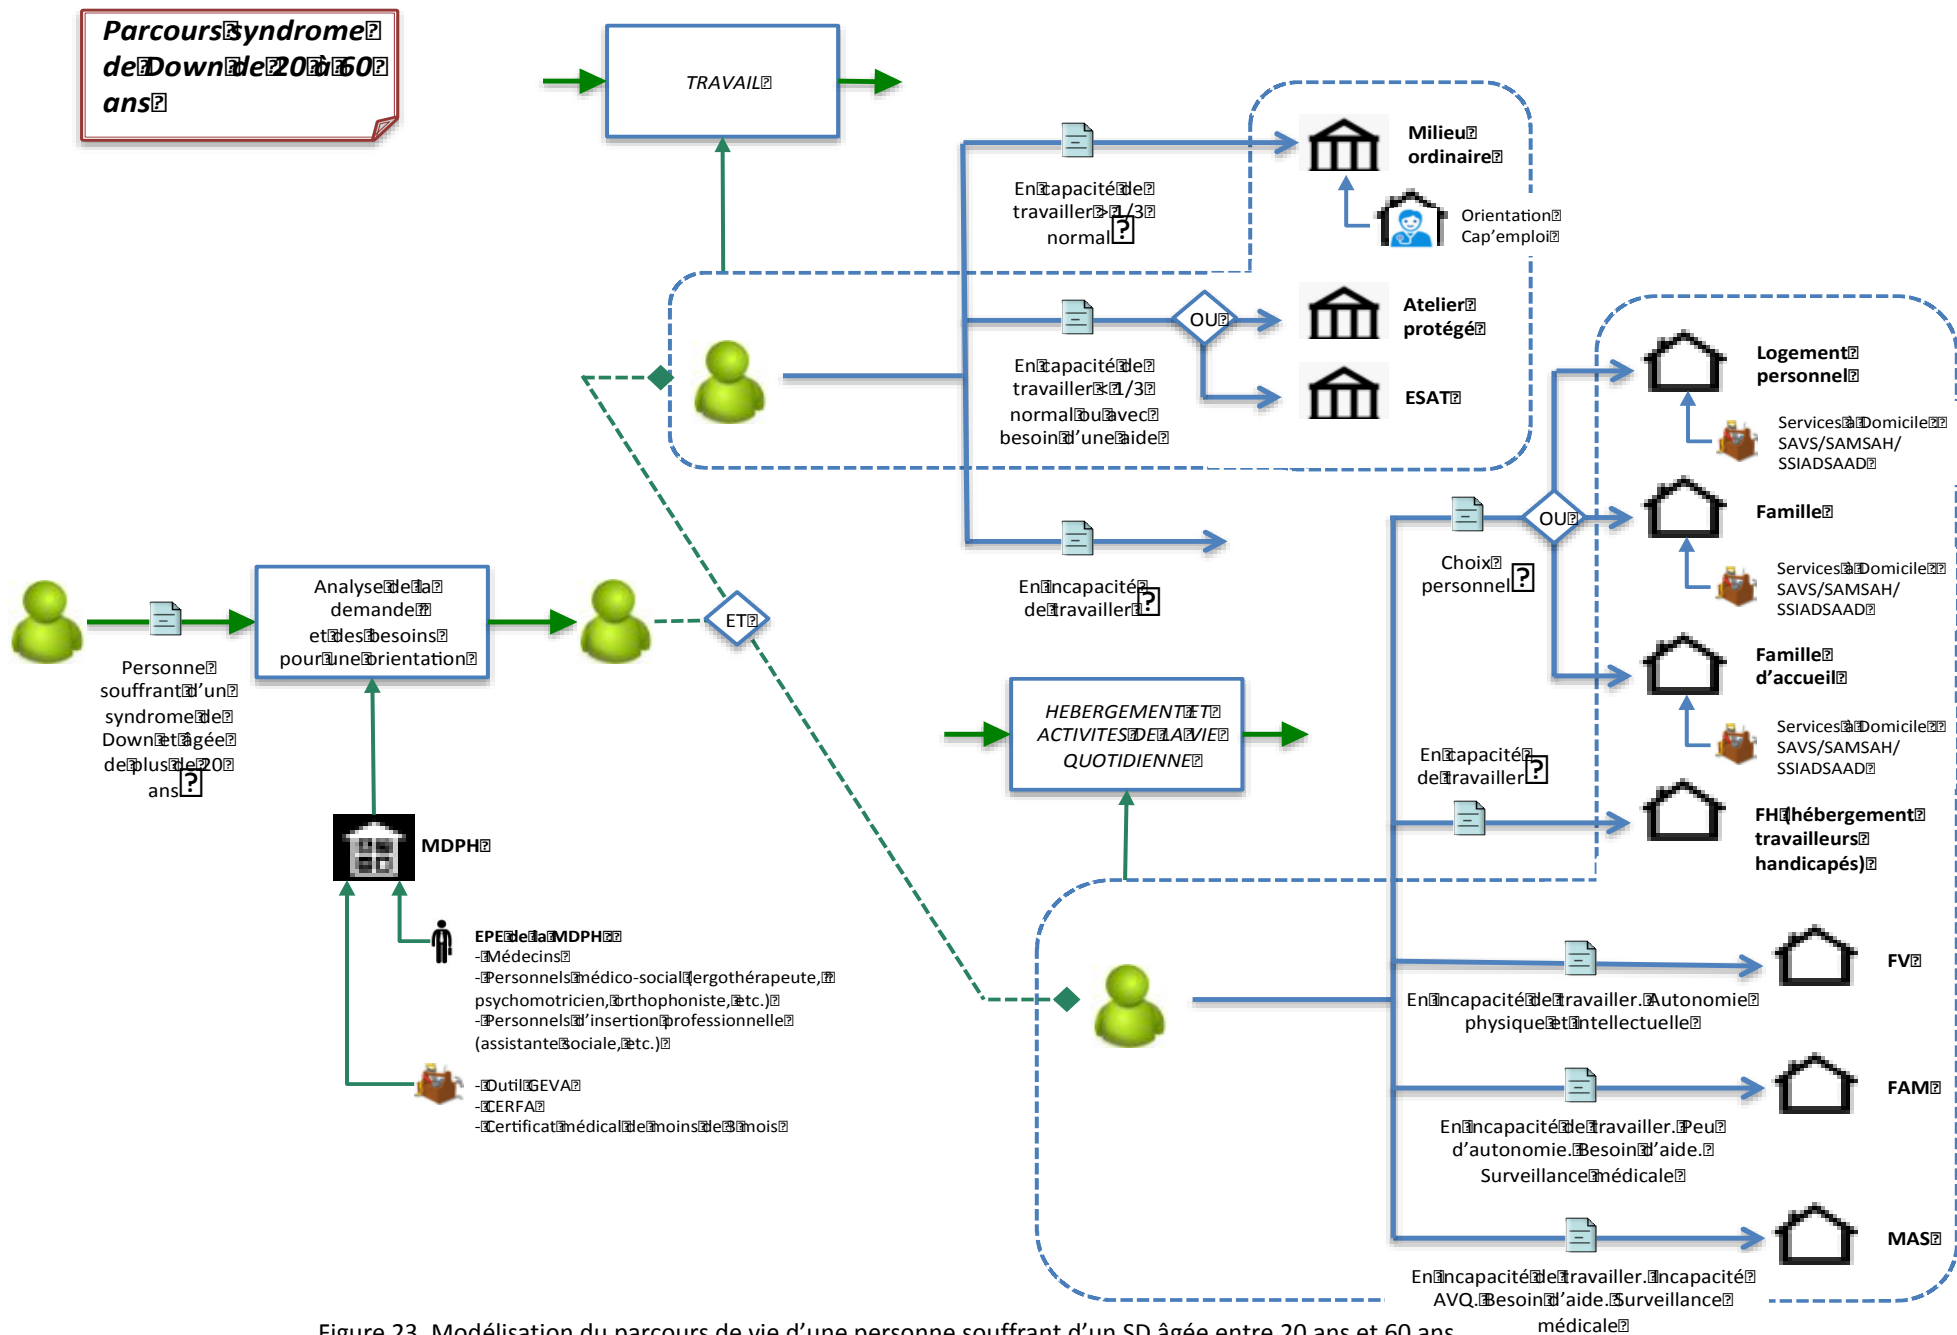 Parcours syndrome
de Down de 20 à 60
ans
TRAVAIL
En capacité de
travailler > 1/3
normal
Milieu
ordinaire
Orientation
Cap'emploi
En capacité de
travailler < 1/3
normal ou avec
besoin d'une aide
OU
Atelier
protégé
ESAT
En incapacité
de travailler
Personne
souffrant d'un
syndrome de
Down et âgée
de plus de 20
ans
Analyse de la
demande
et des besoins
pour une orientation
ET
MDPH
EPE de la MDPH
- Médecins
- Personnels médico-social (ergothérapeute,
psychomotricien, orthophoniste, etc.)
- Personnels d'insertion professionnelle
(assistante sociale, etc.)
- Outil GEVA
- CERFA
- Certificat médical de moins de 3 mois
HEBERGEMENT ET
ACTIVITES DE LA VIE
QUOTIDIENNE
Choix
personnel
OU
Logement
personnel
Services à Domicile
SAVS/SAMSAH/
SSIADSAAD
Famille
Services à Domicile
SAVS/SAMSAH/
SSIADSAAD
Famille
d'accueil
Services à Domicile
SAVS/SAMSAH/
SSIADSAAD
En capacité
de travailler
FH (hébergement
travailleurs
handicapés)
FV
En incapacité de travailler. Autonomie
physique et intellectuelle
FAM
En incapacité de travailler. Peu
d'autonomie. Besoin d'aide.
Surveillance médicale
MAS
En incapacité de travailler. Incapacité
AVQ. Besoin d'aide. Surveillance
médicale
Figure 23. Modélisation du parcours de vie d'une personne souffrant d'un SD âgée entre 20 ans et 60 ans